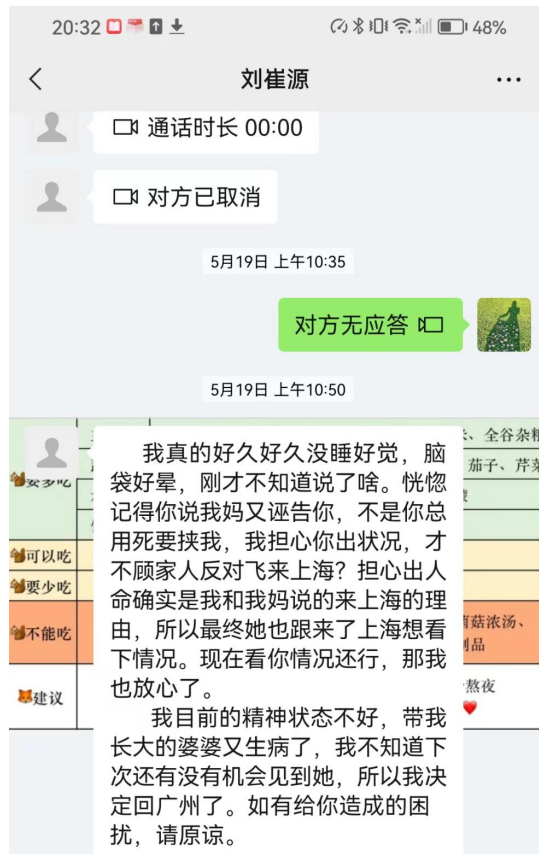 20:32 48%
刘崔源
通话时长 00:00
对方已取消
5月19日 上午10:35
对方无应答
5月19日 上午10:50
、全谷杂粮
茄子、芹菜
要多吃
可以吃
要少吃
不能吃
菌菇浓汤、
制品
建议
熬夜
我真的好久好久没睡好觉，脑
袋好晕，刚才不知道说了啥。恍惚
记得你说我妈又诬告你，不是你总
用死要挟我，我担心你出状况，才
不顾家人反对飞来上海？担心出人
命确实是我和我妈说的来上海的理
由，所以最终她也跟来了上海想看
下情况。现在看你情况还行，那我
也放心了。
我目前的精神状态不好，带我
长大的婆婆又生病了，我不知道下
次还有没有机会见到她，所以我决
定回广州了。如有给你造成的困
扰，请原谅。